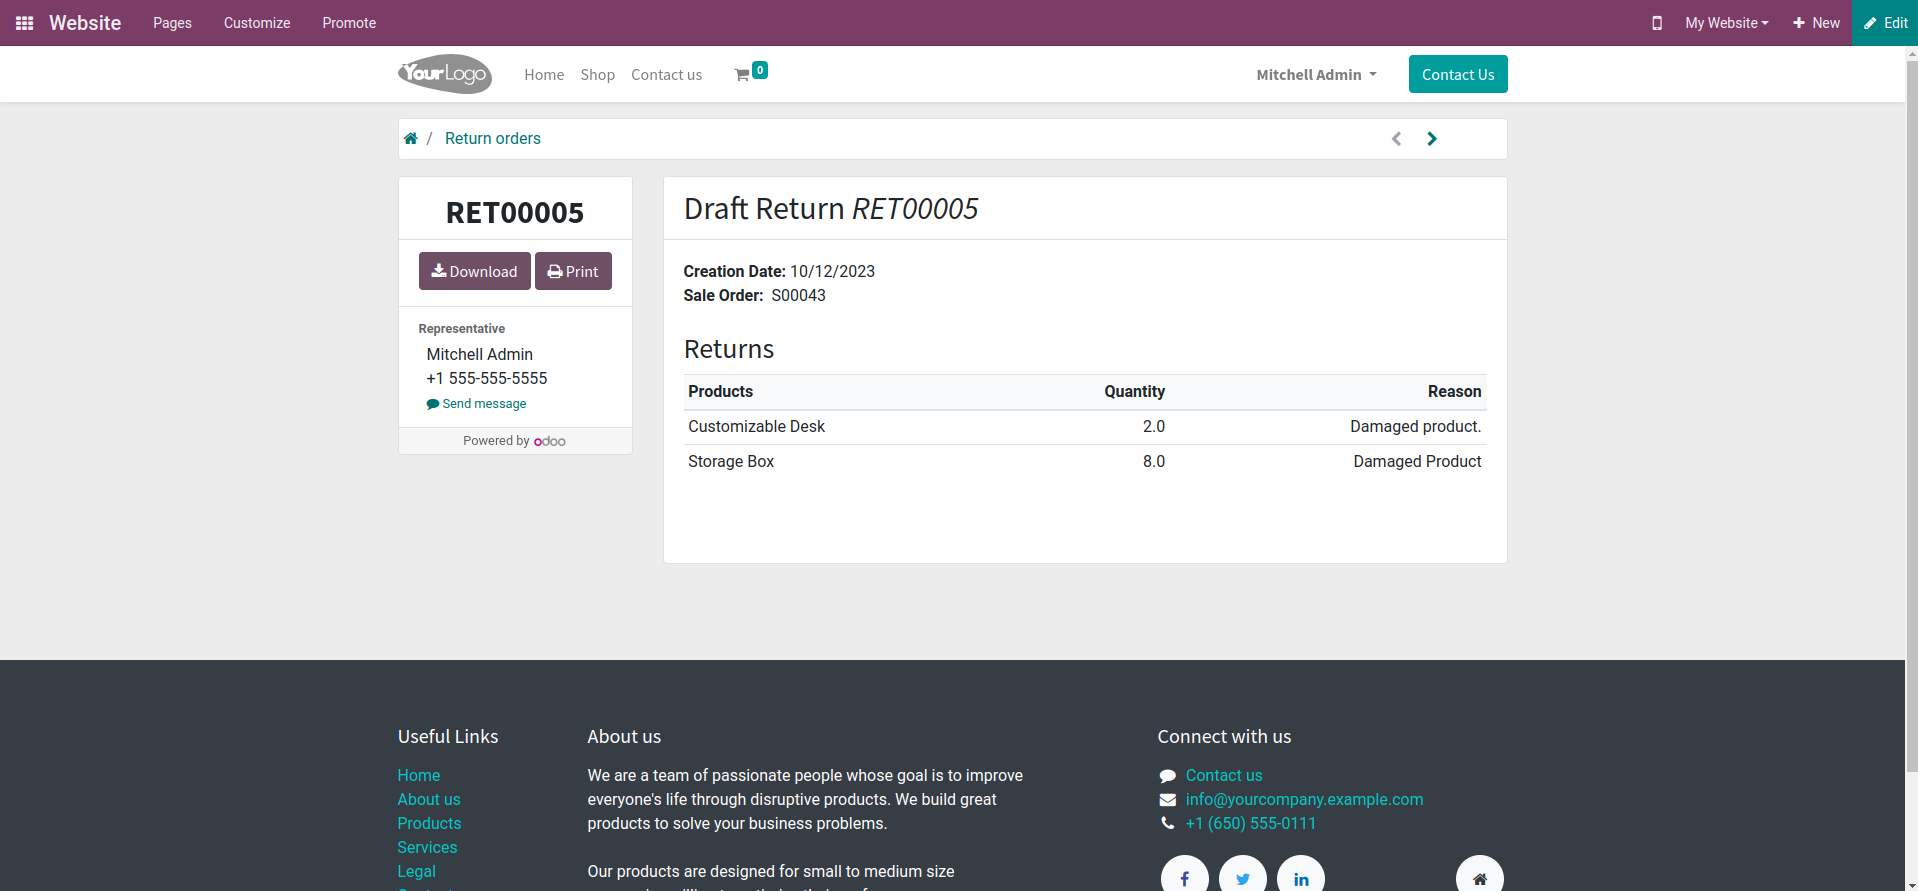 Website Pages Customize Promote My Website New Edit
YourLogo Home Shop Contact us 0 Mitchell Admin Contact Us
/ Return orders
RET00005
Download Print
Representative
Mitchell Admin
+1 555-555-5555
Send message
Powered by odoo
Draft Return RET00005
Creation Date: 10/12/2023
Sale Order: S00043
Returns
Products Quantity Reason
Customizable Desk 2.0 Damaged product.
Storage Box 8.0 Damaged Product
Useful Links
Home
About us
Products
Services
Legal
About us
We are a team of passionate people whose goal is to improve
everyone's life through disruptive products. We build great
products to solve your business problems.
Our products are designed for small to medium size
Connect with us
Contact us
info@yourcompany.example.com
+1 (650) 555-0111